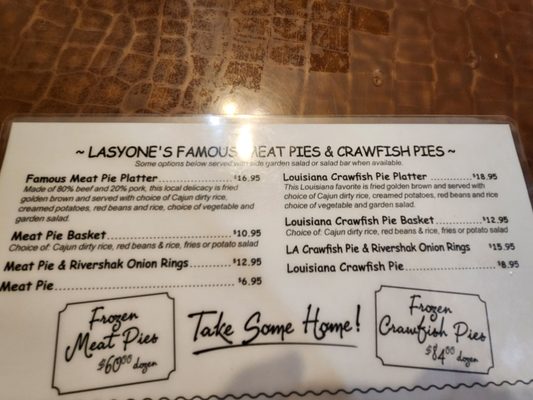 ~ LASYONE'S FAMOUS MEAT PIES & CRAWFISH PIES ~
Some options below served with side garden salad or salad bar when available.
Famous Meat Pie Platter $16.95
Made of 80% beef and 20% pork, this local delicacy is fried
golden brown and served with choice of Cajun dirty rice,
creamed potatoes, red beans and rice, choice of vegetable and
garden salad.
Meat Pie Basket $10.95
Choice of: Cajun dirty rice, red beans & rice, fries or potato salad
Meat Pie & Rivershak Onion Rings $12.95
Meat Pie $6.95
Louisiana Crawfish Pie Platter $18.95
This Louisiana favorite is fried golden brown and served with
choice of Cajun dirty rice, creamed potatoes, red beans and rice
choice of vegetable and garden salad.
Louisiana Crawfish Pie Basket $12.95
Choice of: Cajun dirty rice, red beans & rice, fries or potato salad
LA Crawfish Pie & Rivershak Onion Rings $15.95
Louisiana Crawfish Pie $8.95
Frozen
Meat Pies
$60.00 dozen
Take Some Home!
Frozen
Crawfish Pies
$84.00 dozen